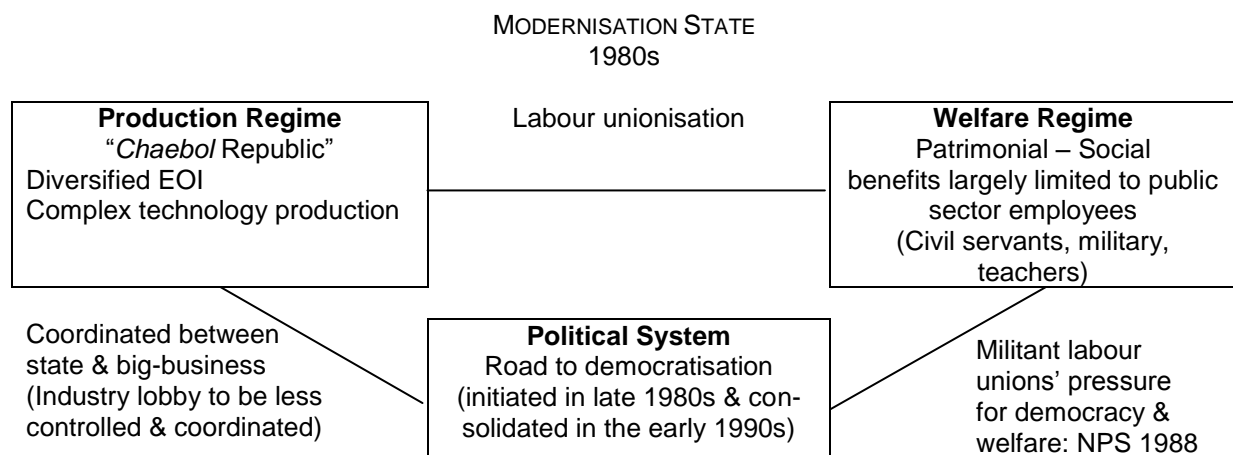 MODERNISATION STATE
1980s
Production Regime
“Chaebol Republic”
Diversified EOI
Complex technology production
Labour unionisation
Welfare Regime
Patrimonial – Social
benefits largely limited to public
sector employees
(Civil servants, military,
teachers)
Coordinated between
state & big-business
(Industry lobby to be less
controlled & coordinated)
Political System
Road to democratisation
(initiated in late 1980s & con-
solidated in the early 1990s)
Militant labour
unions’ pressure
for democracy &
welfare: NPS 1988